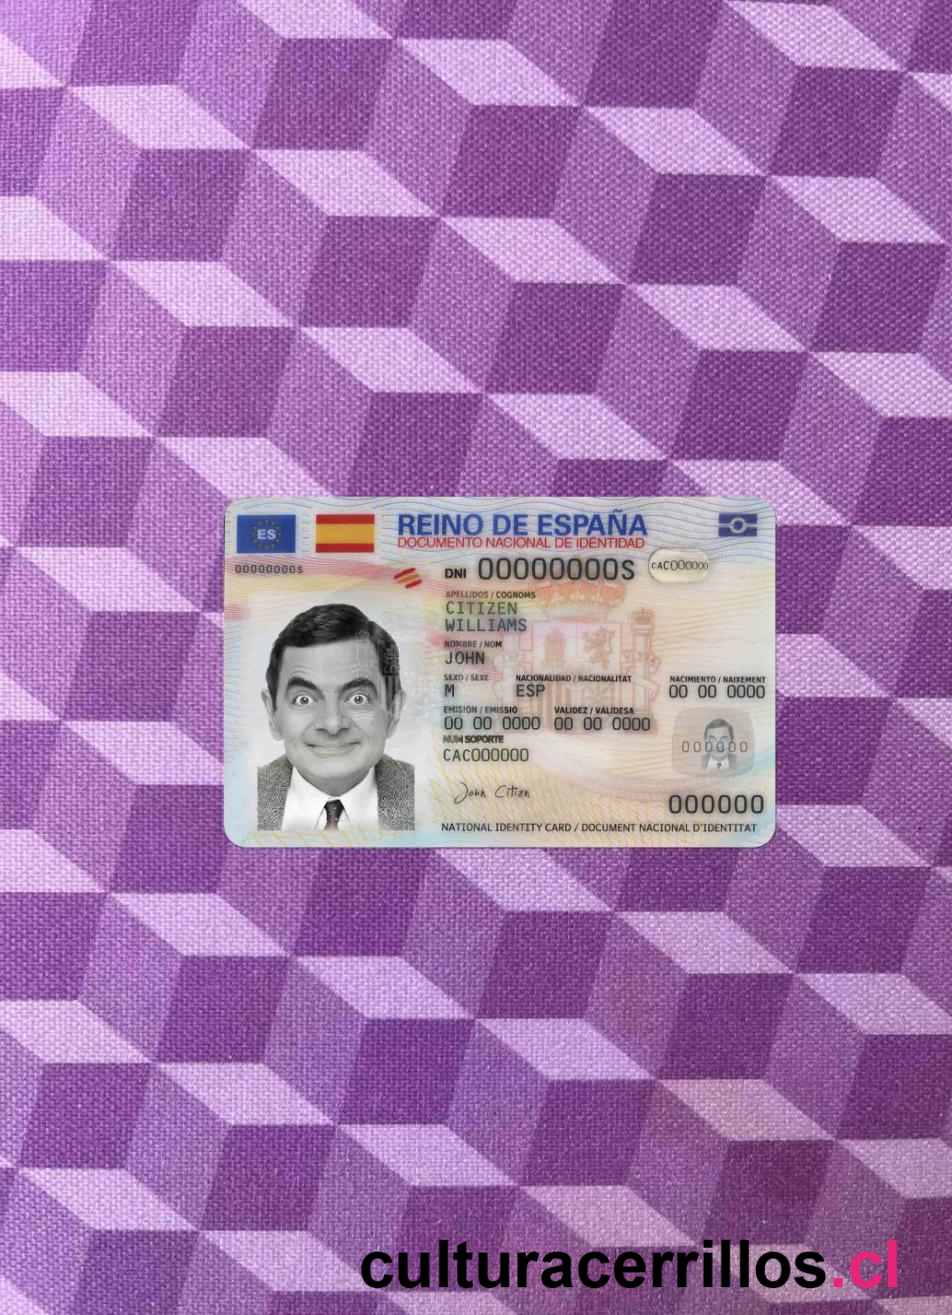 ES
REINO DE ESPAÑA
DOCUMENTO NACIONAL DE IDENTIDAD
00000000S
DNI 00000000S
CAC000000
APELLIDOS / COGNOMS
CITIZEN
WILLIAMS
NOMBRE / NOM
JOHN
SEXO / SEXE NACIONALIDAD / NACIONALITAT NACIMIENTO / NAIXEMENT
M ESP 00 00 0000
EMISIÓN / EMISSIÓ VALIDEZ / VALIDESA
00 00 0000 00 00 0000
NUM SOPORTE
CAC000000
000000
John Citizen
000000
NATIONAL IDENTITY CARD / DOCUMENT NACIONAL D'IDENTITAT
culturacerrillos.cl